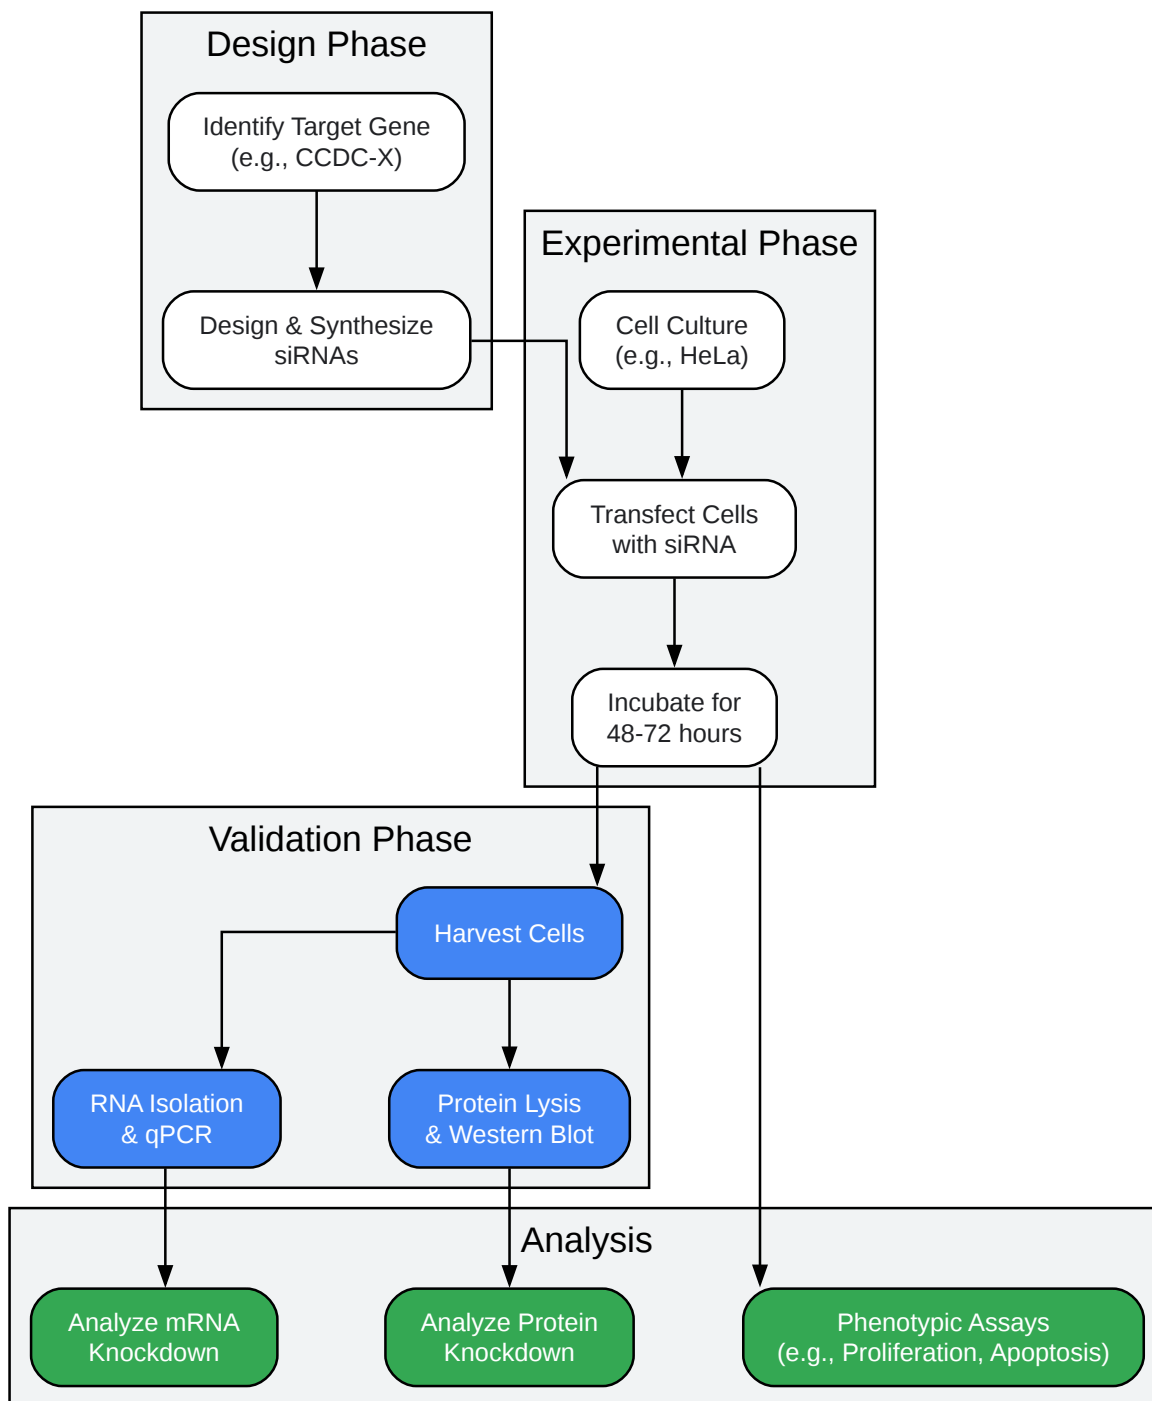 Design Phase
Identify Target Gene
(e.g., CCDC-X)
Design & Synthesize
siRNAs
Experimental Phase
Cell Culture
(e.g., HeLa)
Transfect Cells
with siRNA
Incubate for
48-72 hours
Validation Phase
Harvest Cells
RNA Isolation
& qPCR
Protein Lysis
& Western Blot
Analysis
Analyze mRNA
Knockdown
Analyze Protein
Knockdown
Phenotypic Assays
(e.g., Proliferation, Apoptosis)